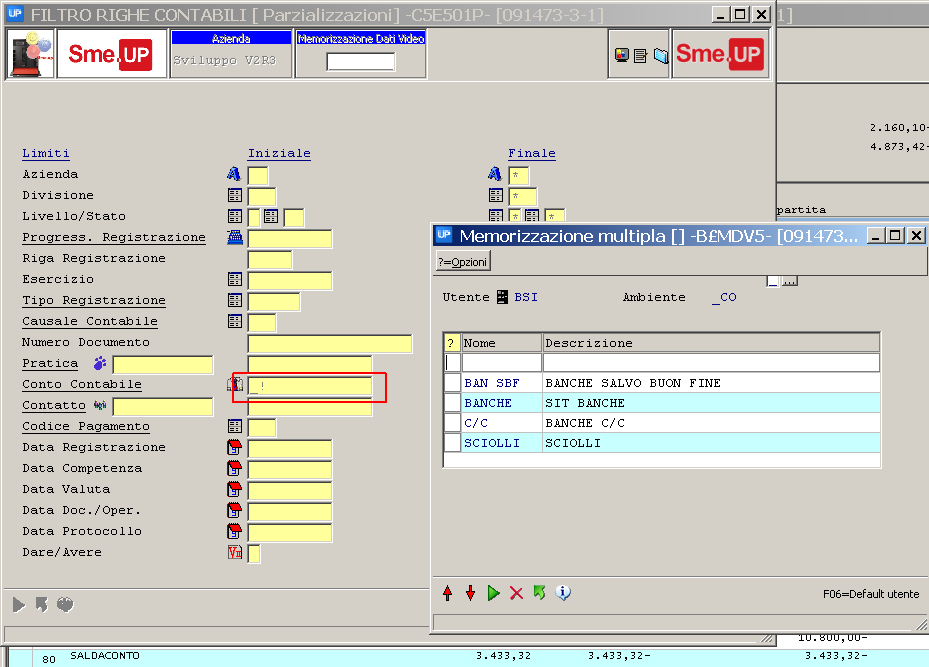 FILTRO RIGHE CONTABILI [ Parzializzazioni] -C5E501P- [091473-3-1]
1]
Sme.UP
Azienda
Sviluppo V2R3
Memorizzazione Dati Video
Sme.UP
2.160,10-
4.873,42-
partita
Limiti Iniziale Finale
Azienda *
Divisione *
Livello/Stato * *
Progress. Registrazione
Riga Registrazione
Esercizio
Tipo Registrazione
Causale Contabile
Numero Documento
Pratica
Conto Contabile _!
Contatto
Codice Pagamento
Data Registrazione
Data Competenza
Data Valuta
Data Doc./Oper.
Data Protocollo
Dare/Avere
UP Memorizzazione multipla [] -B£MDV5- [091473...
?=Opzioni
...
Utente BSI Ambiente _CO
? Nome Descrizione
BAN SBF BANCHE SALVO BUON FINE
BANCHE SIT BANCHE
C/C BANCHE C/C
SCIOLLI SCIOLLI
F06=Default utente
10.800,00-
80 SALDACONTO 3.433,32 3.433,32- 3.433,32-